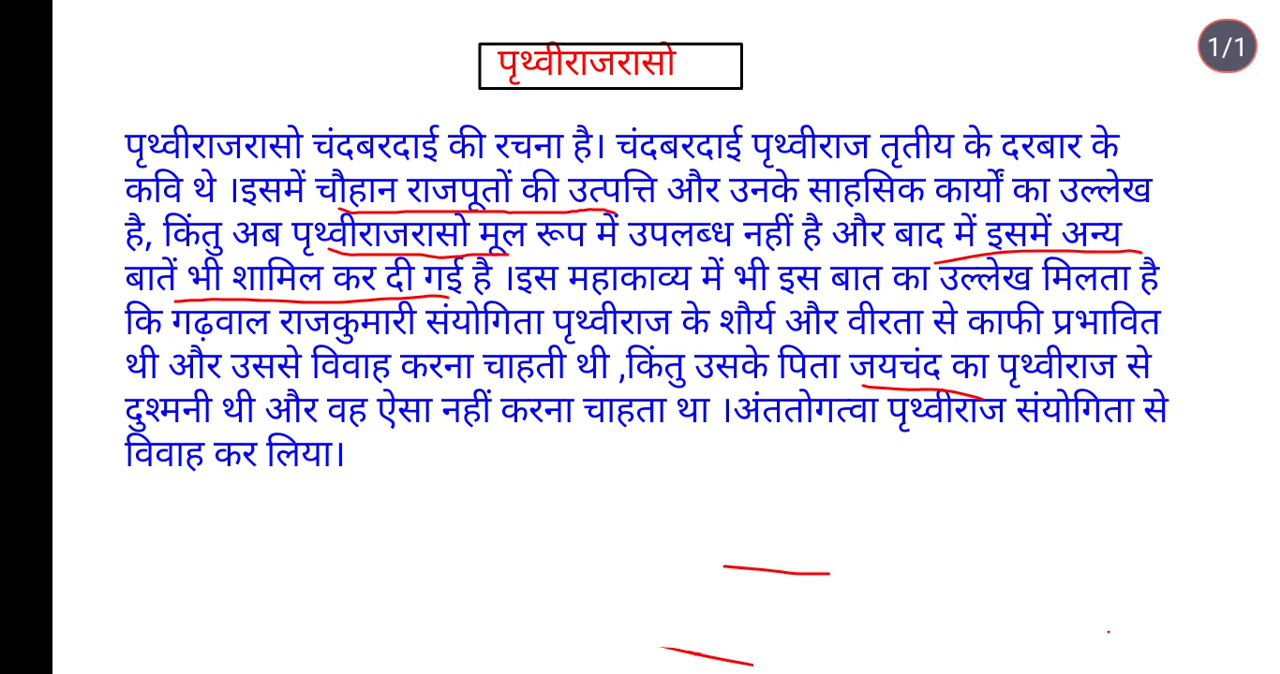 1/1
पृथ्वीराजरासो
पृथ्वीराजरासो चंदबरदाई की रचना है। चंदबरदाई पृथ्वीराज तृतीय के दरबार के
कवि थे ।इसमें चौहान राजपूतों की उत्पत्ति और उनके साहसिक कार्यों का उल्लेख
है, किंतु अब पृथ्वीराजरासो मूल रूप में उपलब्ध नहीं है और बाद में इसमें अन्य
बातें भी शामिल कर दी गई है ।इस महाकाव्य में भी इस बात का उल्लेख मिलता है
कि गढ़वाल राजकुमारी संयोगिता पृथ्वीराज के शौर्य और वीरता से काफी प्रभावित
थी और उससे विवाह करना चाहती थी ,किंतु उसके पिता जयचंद का पृथ्वीराज से
दुश्मनी थी और वह ऐसा नहीं करना चाहता था ।अंततोगत्वा पृथ्वीराज संयोगिता से
विवाह कर लिया।